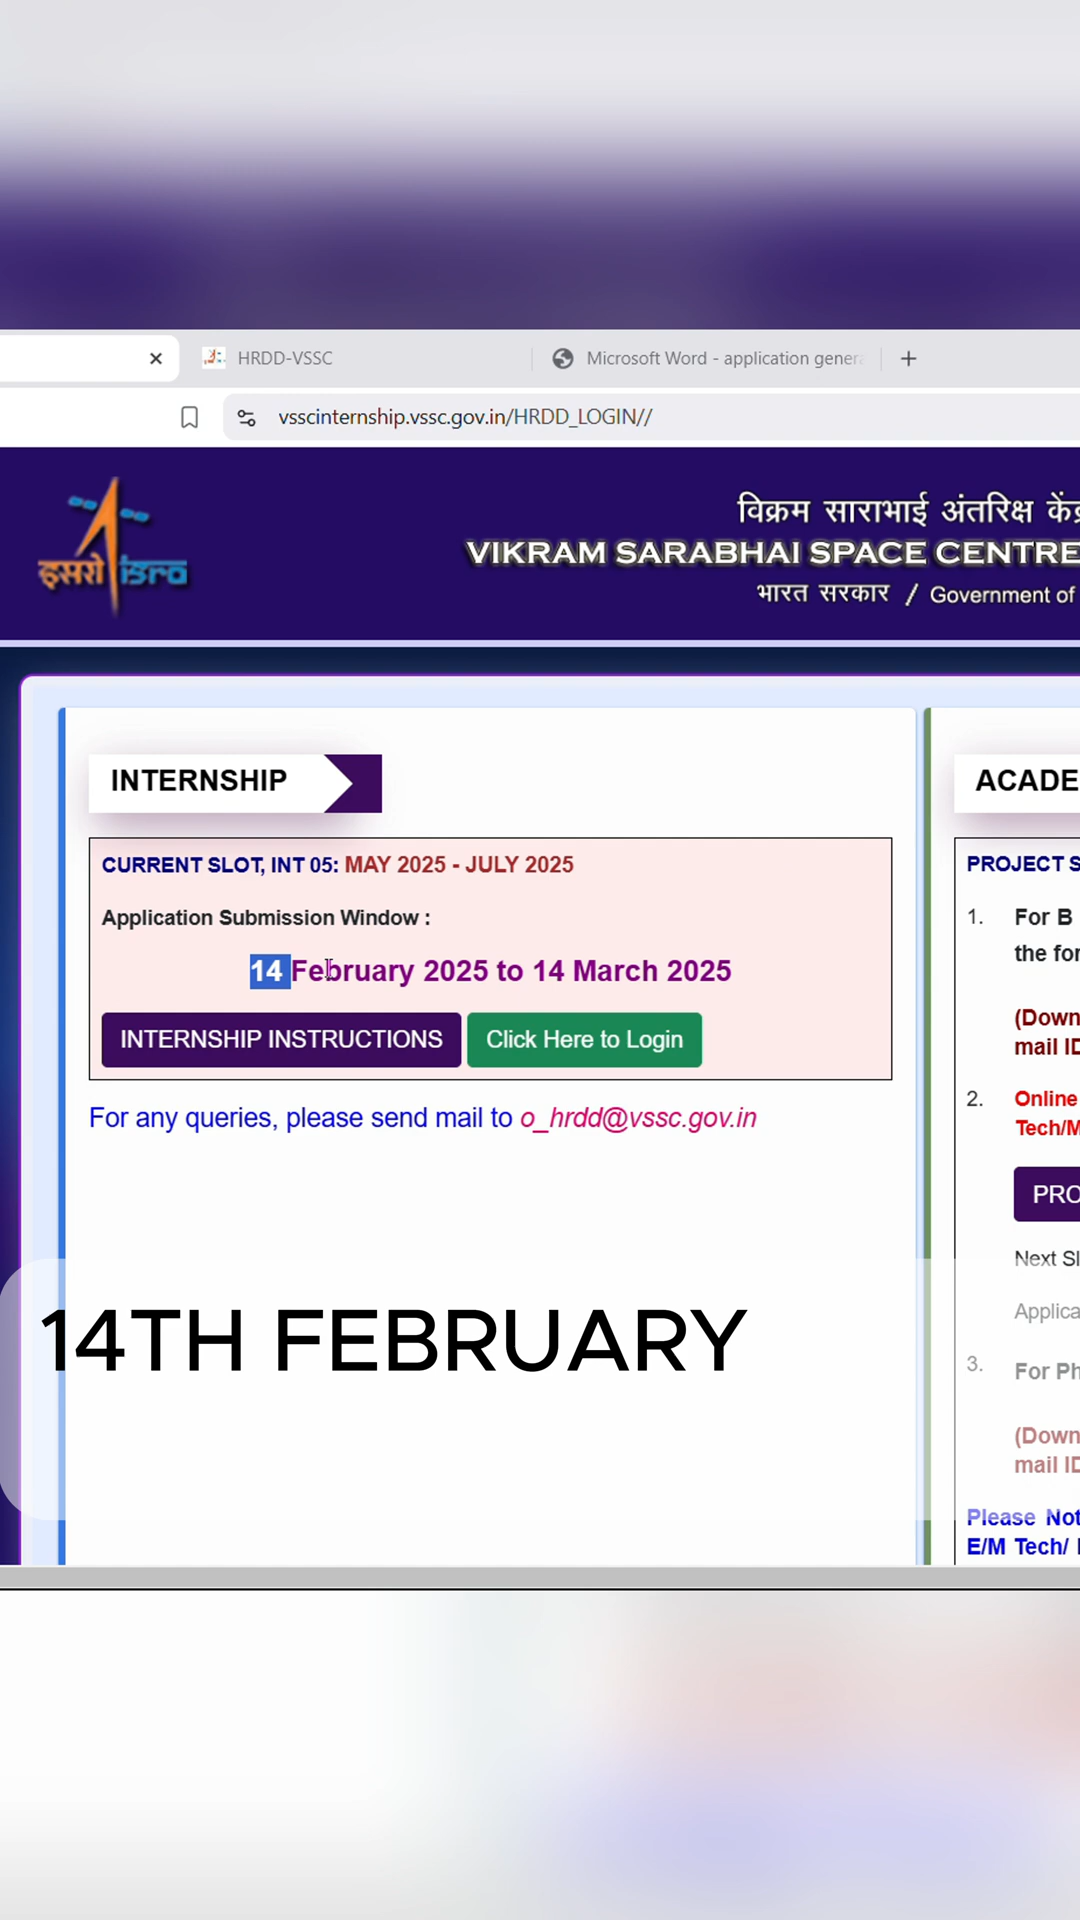 HRDD-VSSC
Microsoft Word - application gener
vsscinternship.vssc.gov.in/HRDD_LOGIN//
इसरो isro
विक्रम साराभाई अंतरिक्ष केंद्र
VIKRAM SARABHAI SPACE CENTRE
भारत सरकार / Government of
INTERNSHIP
CURRENT SLOT, INT 05: MAY 2025 - JULY 2025
Application Submission Window :
14 February 2025 to 14 March 2025
INTERNSHIP INSTRUCTIONS
Click Here to Login
For any queries, please send mail to o_hrdd@vssc.gov.in
ACADE
PROJECT S
1. For B
the for
(Down
mail ID
2. Online
Tech/M
PRO
Next Sl
Applica
3. For Ph
(Down
mail ID
Please Not
E/M Tech/
14TH FEBRUARY